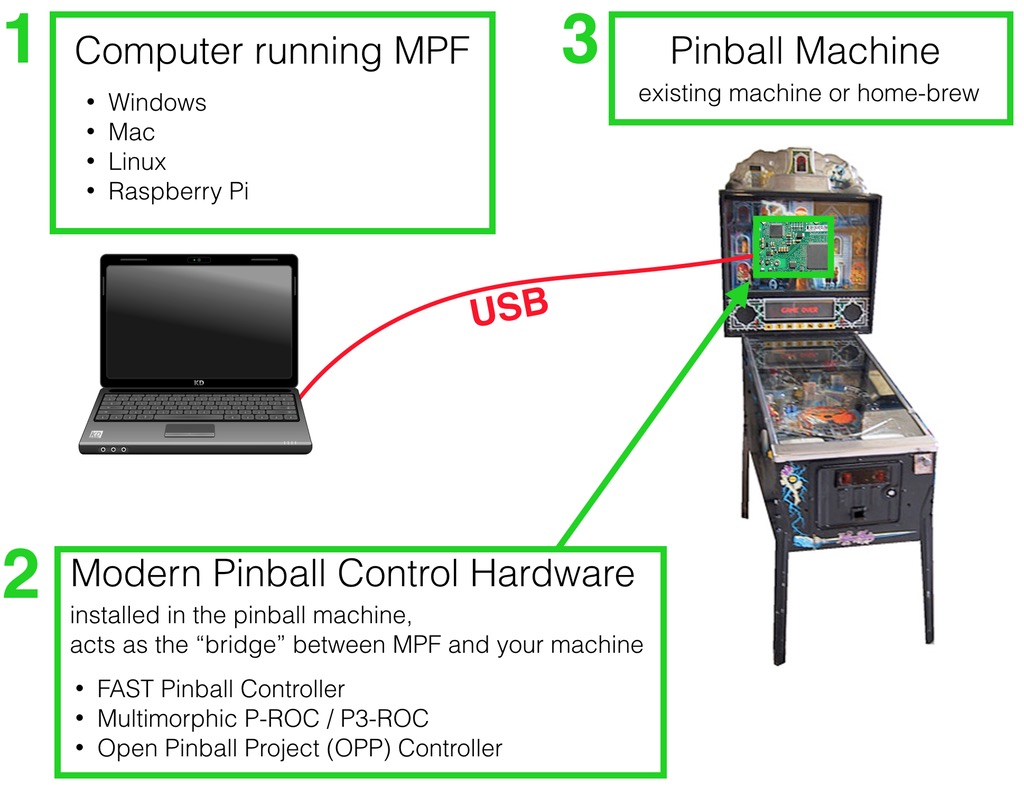 1
Computer running MPF
• Windows
• Mac
• Linux
• Raspberry Pi
3
Pinball Machine
existing machine or home-brew
USB
GAME OVER
KD
KD
2
Modern Pinball Control Hardware
installed in the pinball machine,
acts as the “bridge” between MPF and your machine
• FAST Pinball Controller
• Multimorphic P-ROC / P3-ROC
• Open Pinball Project (OPP) Controller